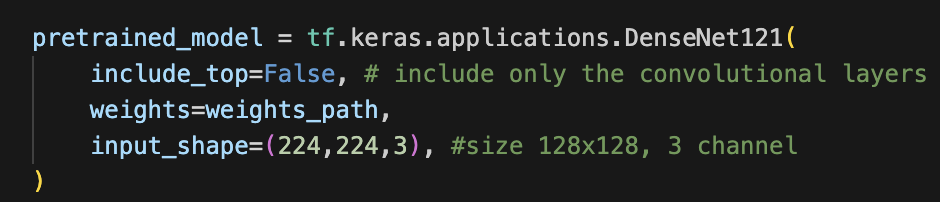 pretrained_model = tf.keras.applications.DenseNet121(
    include_top=False, # include only the convolutional layers
    weights=weights_path,
    input_shape=(224,224,3), #size 128x128, 3 channel
)